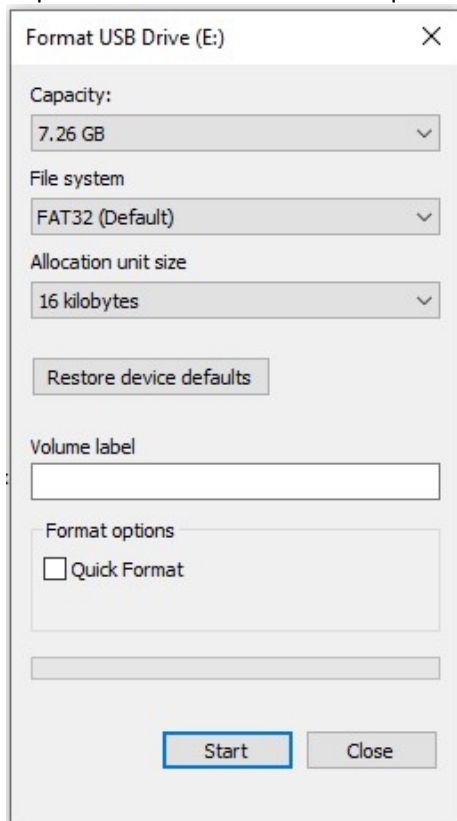 Format USB Drive (E:)
Capacity:
7.26 GB
File system
FAT32 (Default)
Allocation unit size
16 kilobytes
Restore device defaults
Volume label
Format options
Quick Format
Start Close